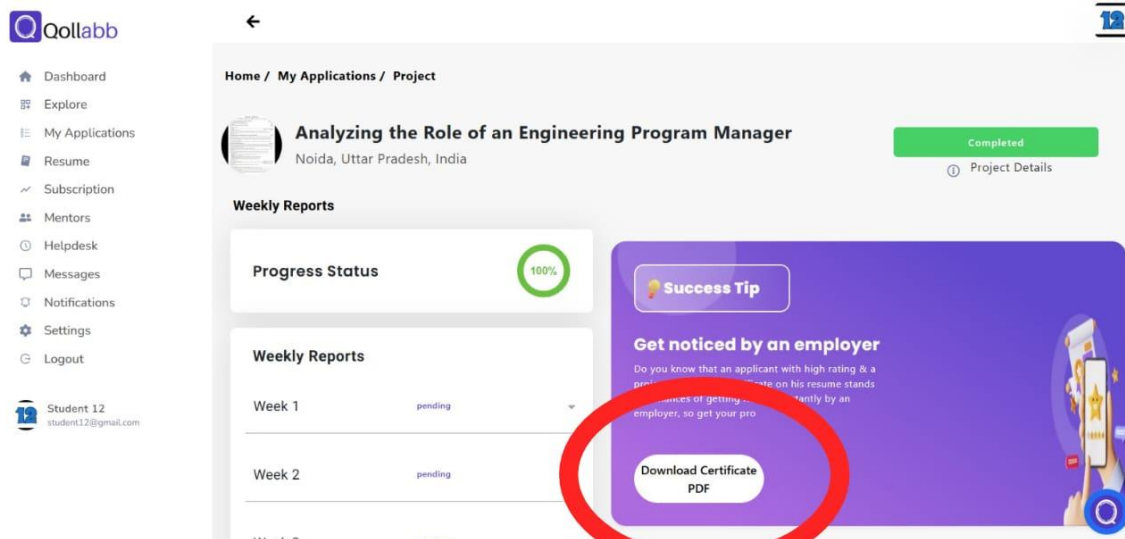 Qollabb
12
Dashboard
Explore
My Applications
Resume
Subscription
Mentors
Helpdesk
Messages
Notifications
Settings
Logout
12
Student 12
student12@gmail.com
Home / My Applications / Project
Analyzing the Role of an Engineering Program Manager
Noida, Uttar Pradesh, India
Completed
Project Details
Weekly Reports
Progress Status
100%
Weekly Reports
Week 1 pending
Week 2 pending
Success Tip
Get noticed by an employer
Do you know that an applicant with high rating & a
on his resume stands
of getting by an
employer, so get your pro
Download Certificate
PDF